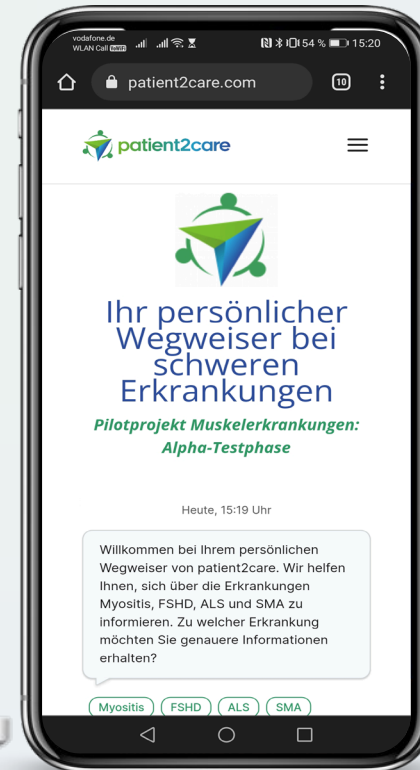 vodafone.de
WLAN Call
54 % 15:20
patient2care.com 10
patient2care
Ihr persönlicher
Wegweiser bei
schweren
Erkrankungen
Pilotprojekt Muskelerkrankungen:
Alpha-Testphase
Heute, 15:19 Uhr
Willkommen bei Ihrem persönlichen
Wegweiser von patient2care. Wir helfen
Ihnen, sich über die Erkrankungen
Myositis, FSHD, ALS und SMA zu
informieren. Zu welcher Erkrankung
möchten Sie genauere Informationen
erhalten?
Myositis FSHD ALS SMA